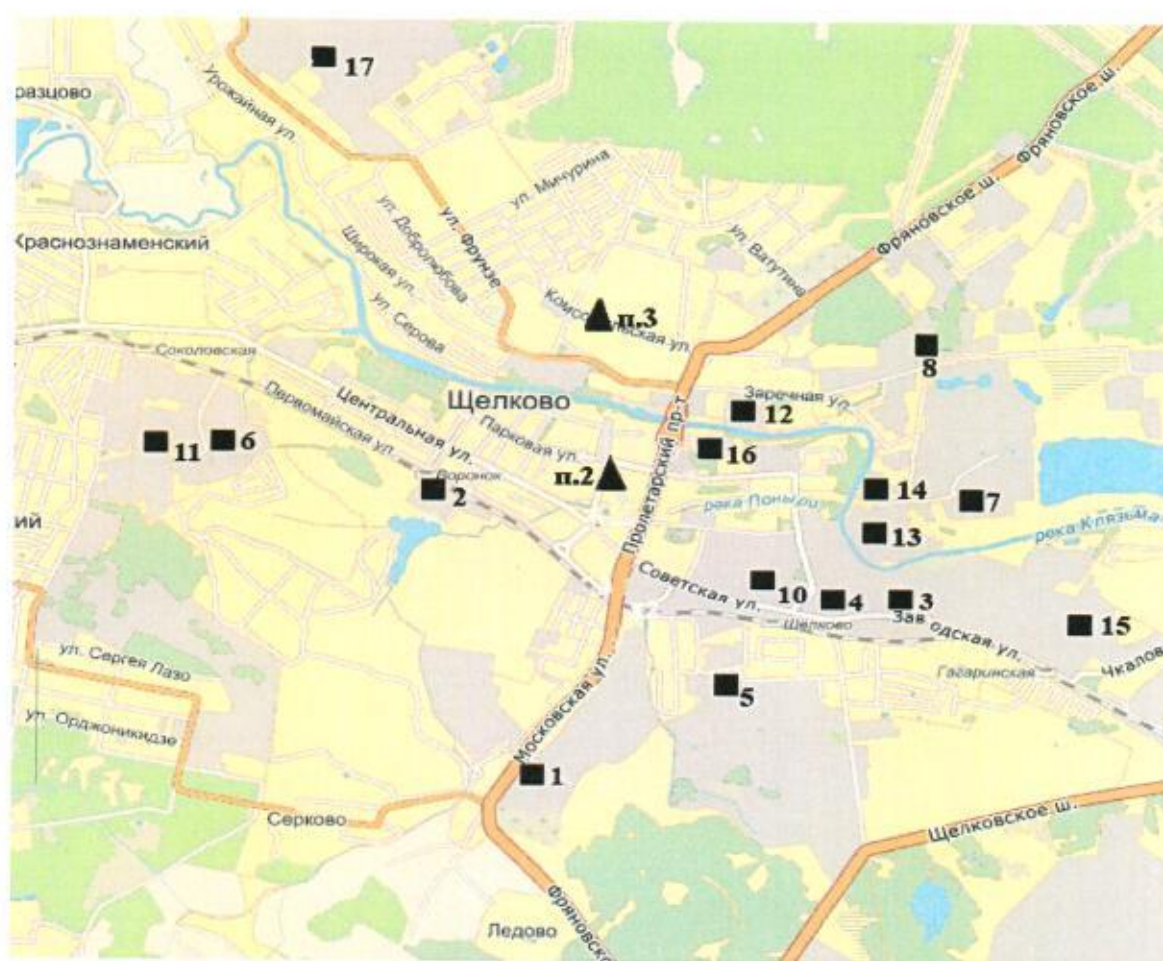 17
Урожайная ул.
разцово
Фряновское ш.
ул. Мичурина
ул. Фрунзе
ул. Добролюбова
Широкая ул.
Фряновское ш.
ул. Ватутина
Краснознаменский
ул. Серова
Комсомольская ул.
п.3
Соколовская
8
Первомайская ул.
Центральная ул.
Щелково
Заречная ул.
12
Пролетарский пр-т
Парковая ул.
11
6
16
Воронок
2
п.2
река Поныри
14
7
река Клязьма
кий
13
Советская ул.
10
4
3
Заводская ул.
Щелково
15
Чкалов
Гагаринская
ул. Сергея Лазо
5
Московская ул.
ул. Орджоникидзе
1
Серково
Щелковское ш.
Фряновско
Ледово